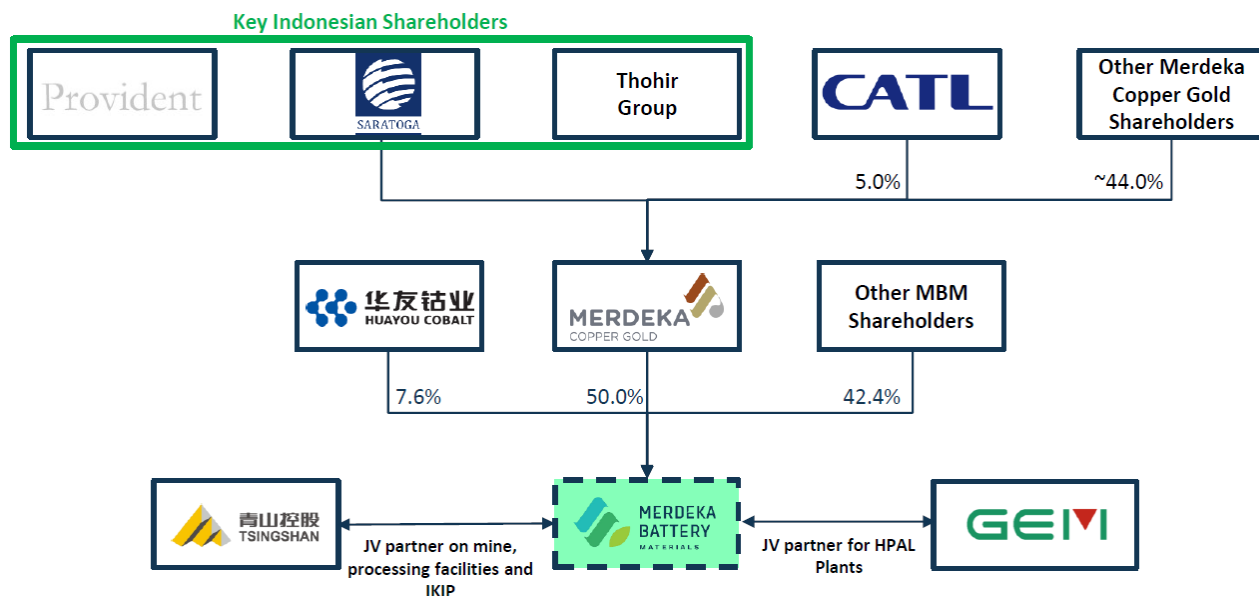 Key Indonesian Shareholders
Provident
SARATOGA
Thohir
Group
CATL
Other Merdeka
Copper Gold
Shareholders
5.0%
~44.0%
华友钴业
HUAYOU COBALT
MERDEKA
COPPER GOLD
Other MBM
Shareholders
7.6%
50.0%
42.4%
青山控股
TSINGSHAN
MERDEKA
BATTERY
MATERIALS
GEM
JV partner on mine,
processing facilities and
IKIP
JV partner for HPAL
Plants